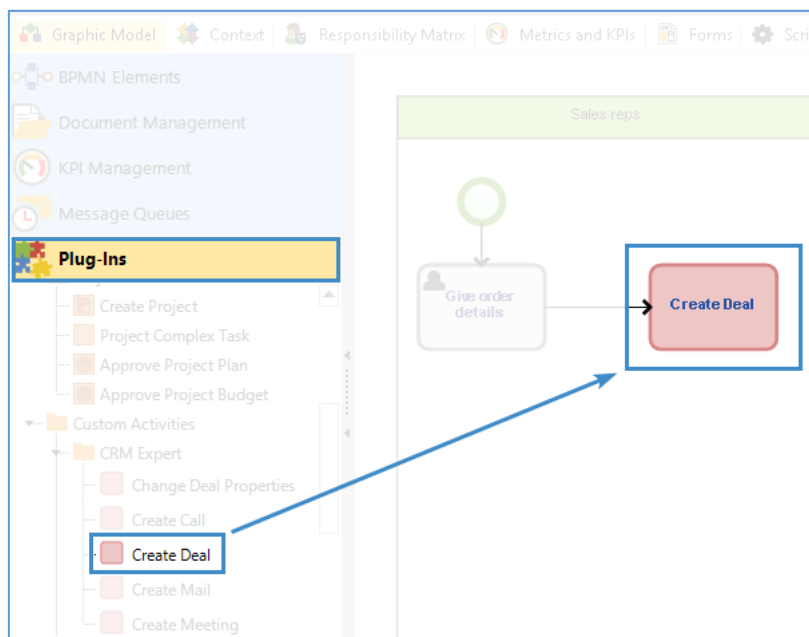 Graphic Model
Context
Responsibility Matrix
Metrics and KPIs
Forms
Scri
BPMN Elements
Document Management
KPI Management
Message Queues
Plug-Ins
Create Project
Project Complex Task
Approve Project Plan
Approve Project Budget
Custom Activities
CRM Expert
Change Deal Properties
Create Call
Create Deal
Create Mail
Create Meeting
Sales reps
Give order
details
Create Deal